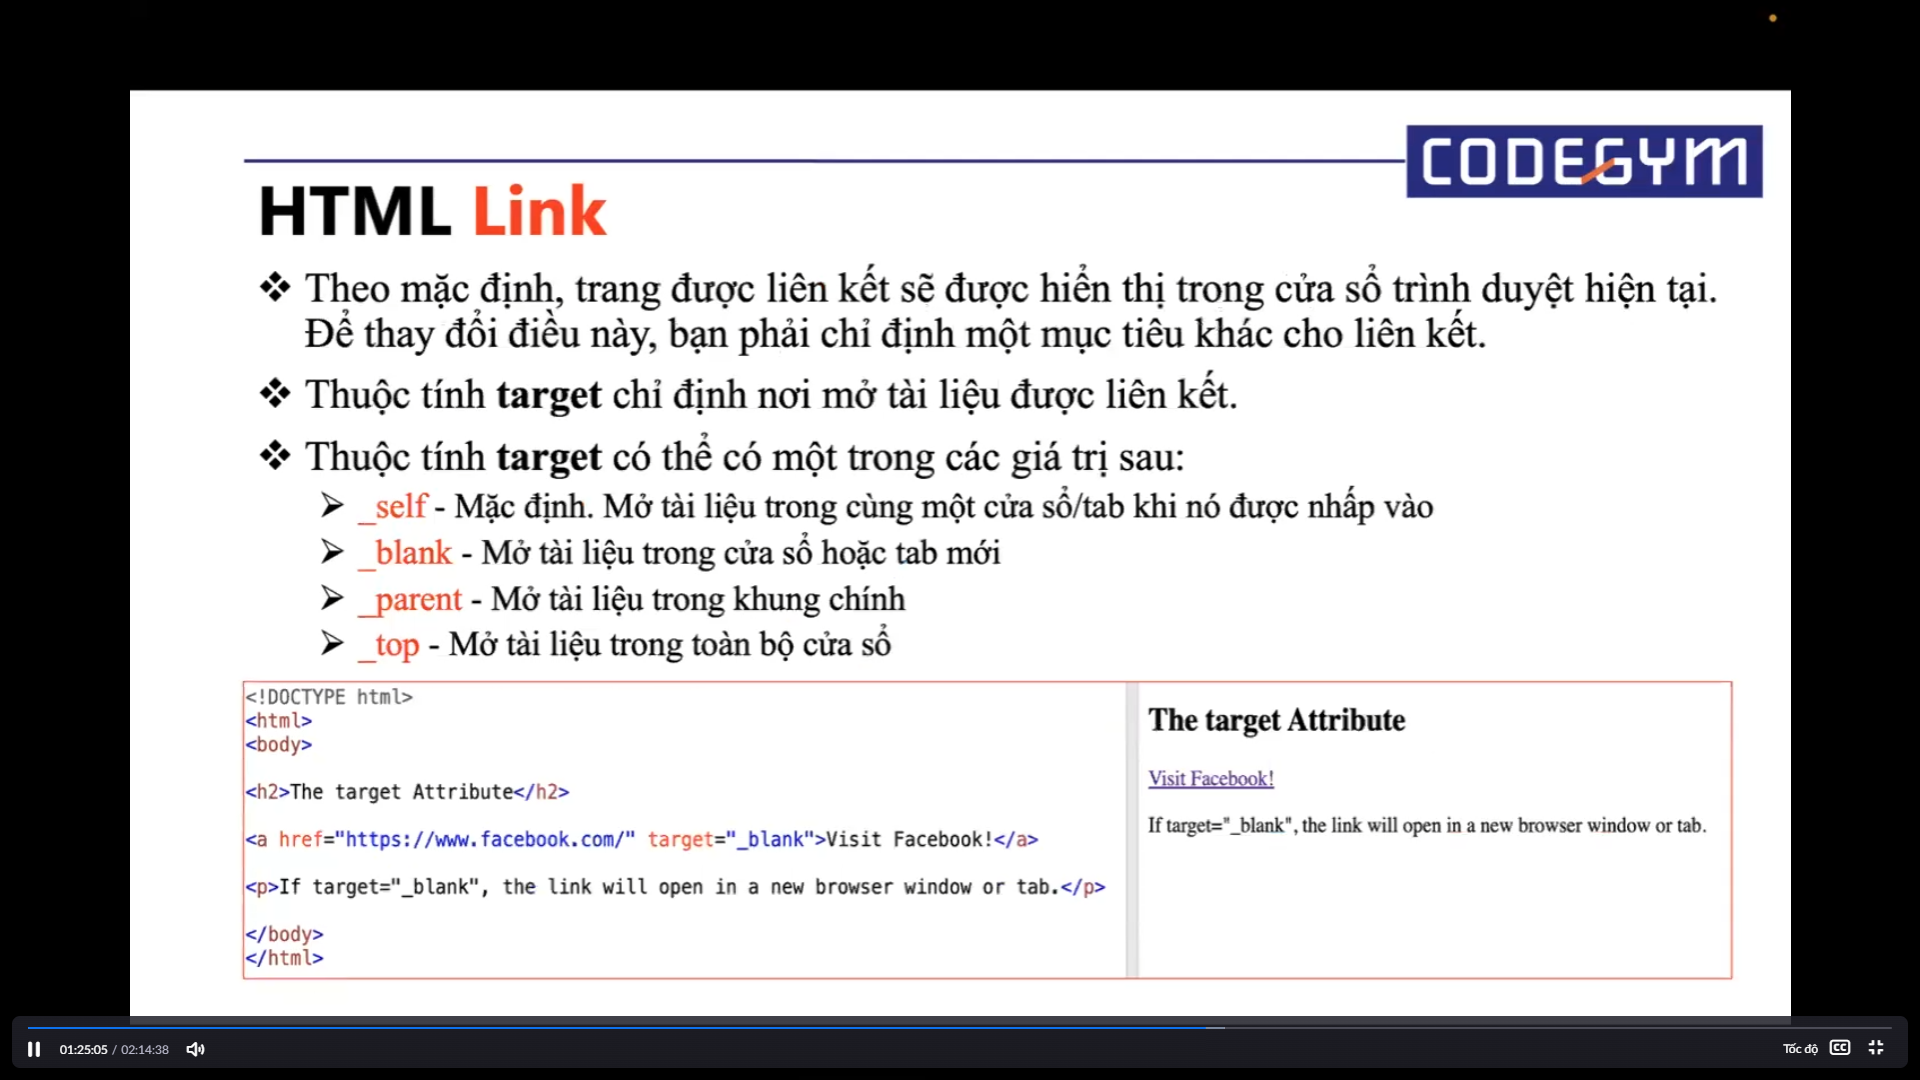 CODEGYM
HTML Link
❖ Theo mặc định, trang được liên kết sẽ được hiển thị trong cửa sổ trình duyệt hiện tại.
Để thay đổi điều này, bạn phải chỉ định một mục tiêu khác cho liên kết.
❖ Thuộc tính target chỉ định nơi mở tài liệu được liên kết.
❖ Thuộc tính target có thể có một trong các giá trị sau:
➢ _self - Mặc định. Mở tài liệu trong cùng một cửa sổ/tab khi nó được nhấp vào
➢ _blank - Mở tài liệu trong cửa sổ hoặc tab mới
➢ _parent - Mở tài liệu trong khung chính
➢ _top - Mở tài liệu trong toàn bộ cửa sổ
<!DOCTYPE html>
<html>
<body>
<h2>The target Attribute</h2>
<a href="https://www.facebook.com/" target="_blank">Visit Facebook!</a>
<p>If target="_blank", the link will open in a new browser window or tab.</p>
</body>
</html>
The target Attribute
Visit Facebook!
If target="_blank", the link will open in a new browser window or tab.
01:25:05 / 02:14:38
Tốc độ
CC